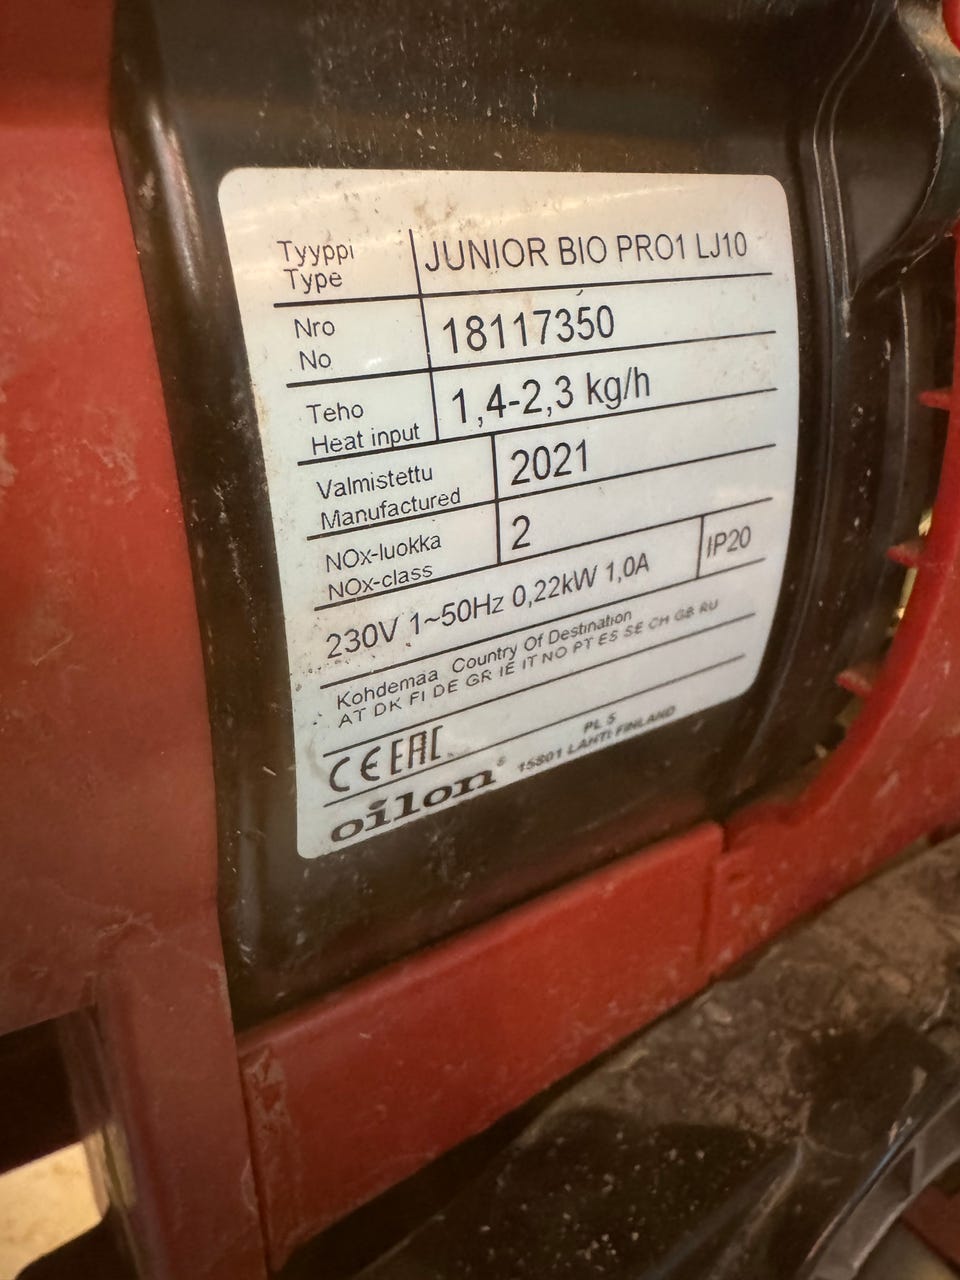 Tyyppi
Type
JUNIOR BIO PRO1 LJ10
Nro
No
18117350
Teho
Heat input
1,4-2,3 kg/h
Valmistettu
Manufactured
2021
NOx-luokka
NOx-class
2
230V 1~50Hz 0,22kW 1,0A
IP20
Kohdemaa Country Of Destination
AT DK FI DE GR IE IT NO PT ES SE CH GB RU
CE EAC
oilon®
PL 5
15801 LAHTI FINLAND